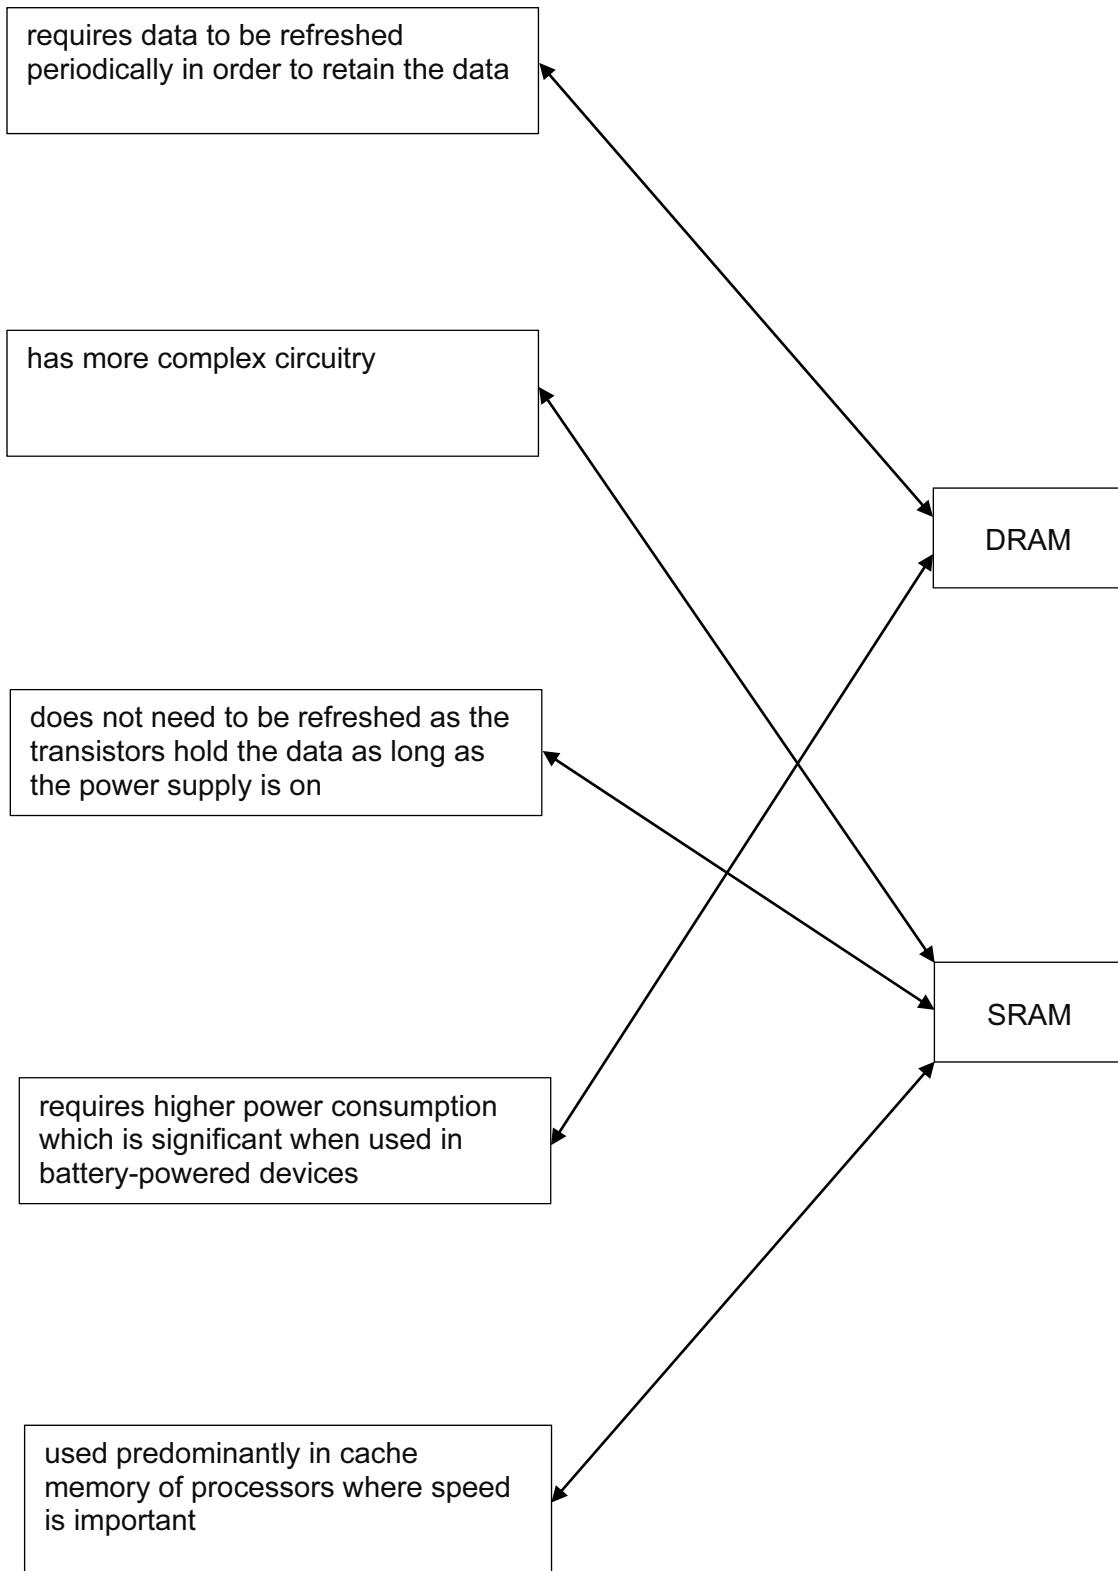 requires data to be refreshed
periodically in order to retain the data
has more complex circuitry
DRAM
does not need to be refreshed as the
transistors hold the data as long as
the power supply is on
SRAM
requires higher power consumption
which is significant when used in
battery-powered devices
used predominantly in cache
memory of processors where speed
is important